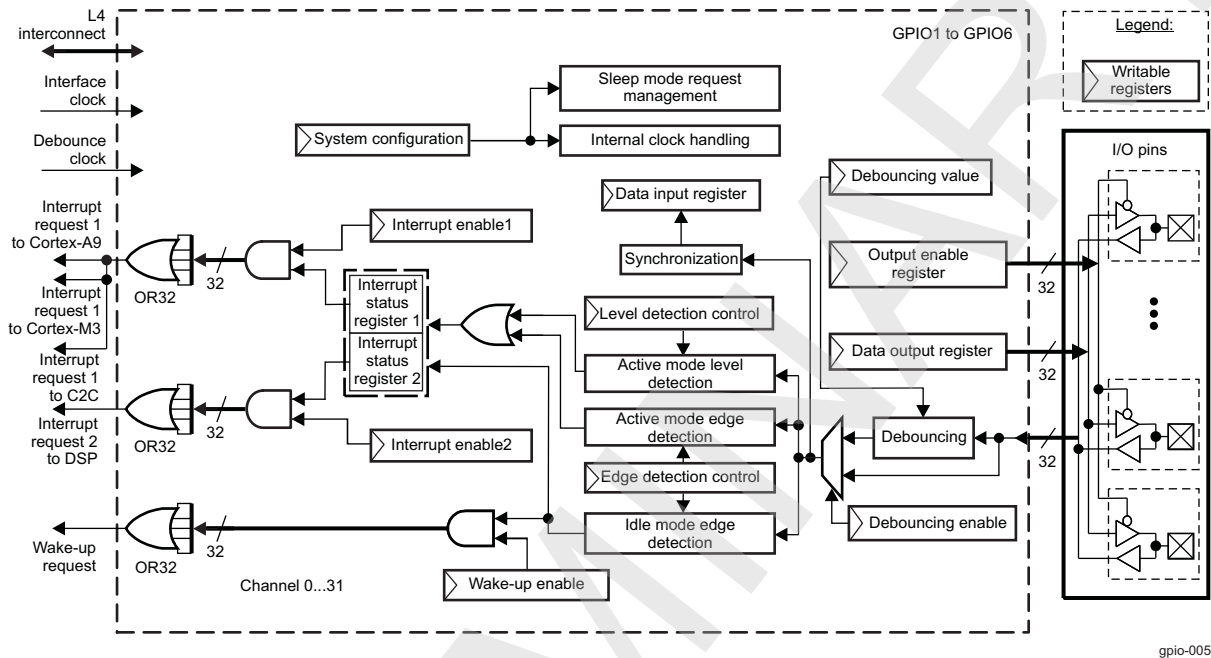 L4
interconnect
GPIO1 to GPIO6
Legend:
Writable
registers
Interface
clock
Sleep mode request
management
System configuration
Internal clock handling
Debounce
clock
I/O pins
Debouncing value
Data input register
Interrupt
request 1
to Cortex-A9
Interrupt enable1
Synchronization
Output enable
register
OR32
32
32
Interrupt
status
register 1
Interrupt
request 1
to Cortex-M3
Level detection control
Data output register
32
Interrupt
status
register 2
Active mode level
detection
Interrupt
request 1
to C2C
Active mode edge
detection
Debouncing
32
OR32
32
Interrupt enable2
Interrupt
request 2
to DSP
Edge detection control
Idle mode edge
detection
Debouncing enable
Wake-up
request
OR32
32
Channel 0...31
Wake-up enable
gpio-005
MINAR